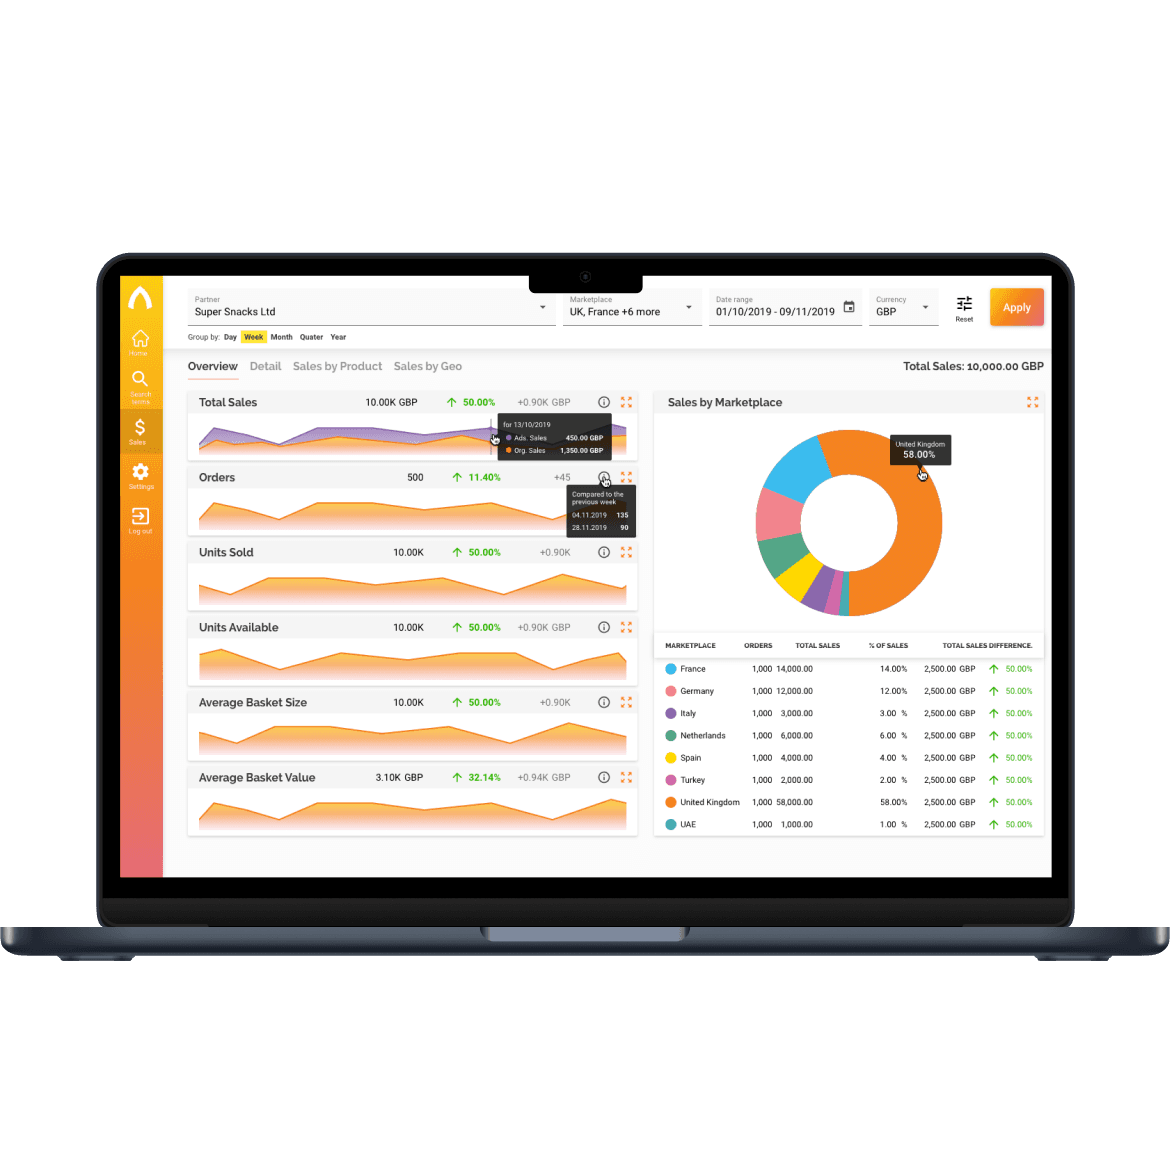 Partner
Super Snacks Ltd
Marketplace
UK, France +6 more
Date range
01/10/2019 - 09/11/2019
Currency
GBP
Reset
Apply
Group by: Day Week Month Quater Year
Home
Search terms
Sales
Settings
Log out
Overview Detail Sales by Product Sales by Geo
Total Sales: 10,000.00 GBP
Total Sales 10.00K GBP 50.00% +0.90K GBP
for 13/10/2019
Ads. Sales 450.00 GBP
Org. Sales 1,350.00 GBP
Orders 500 11.40% +45
Compared to the
previous week
04.11.2019 135
28.11.2019 90
Units Sold 10.00K 50.00% +0.90K
Units Available 10.00K 50.00% +0.90K GBP
Average Basket Size 10.00K 50.00% +0.90K
Average Basket Value 3.10K GBP 32.14% +0.94K GBP
Sales by Marketplace
United Kingdom
58.00%
MARKETPLACE ORDERS TOTAL SALES % OF SALES TOTAL SALES DIFFERENCE.
France 1,000 14,000.00 14.00% 2,500.00 GBP 50.00%
Germany 1,000 12,000.00 12.00% 2,500.00 GBP 50.00%
Italy 1,000 3,000.00 3.00 % 2,500.00 GBP 50.00%
Netherlands 1,000 6,000.00 6.00 % 2,500.00 GBP 50.00%
Spain 1,000 4,000.00 4.00 % 2,500.00 GBP 50.00%
Turkey 1,000 2,000.00 2.00 % 2,500.00 GBP 50.00%
United Kingdom 1,000 58,000.00 58.00% 2,500.00 GBP 50.00%
UAE 1,000 1,000.00 1.00 % 2,500.00 GBP 50.00%